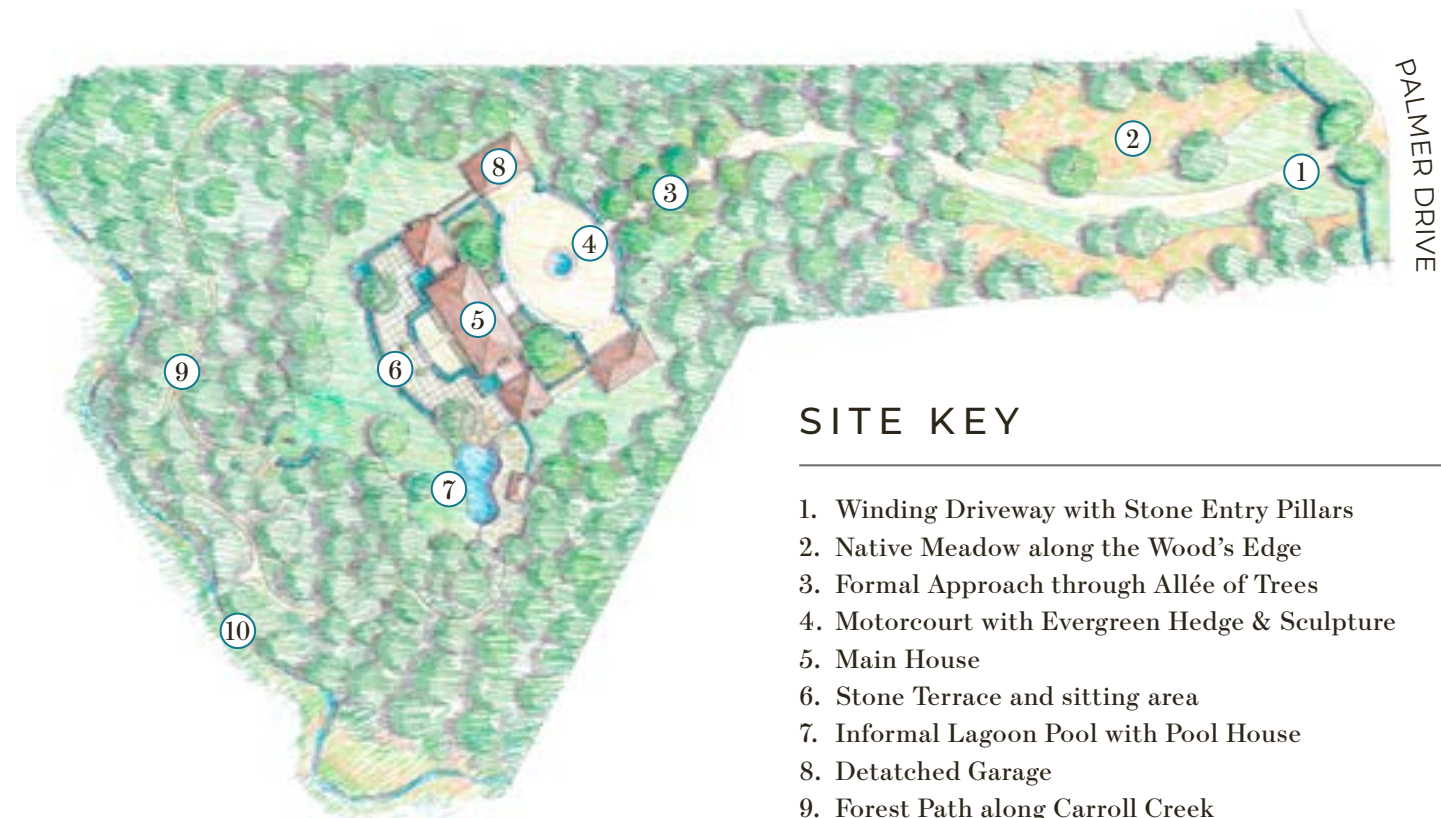 PALMER DRIVE
2
1
8
3
4
5
6
9
7
10
SITE KEY
1. Winding Driveway with Stone Entry Pillars
2. Native Meadow along the Wood’s Edge
3. Formal Approach through Allée of Trees
4. Motorcourt with Evergreen Hedge & Sculpture
5. Main House
6. Stone Terrace and sitting area
7. Informal Lagoon Pool with Pool House
8. Detatched Garage
9. Forest Path along Carroll Creek